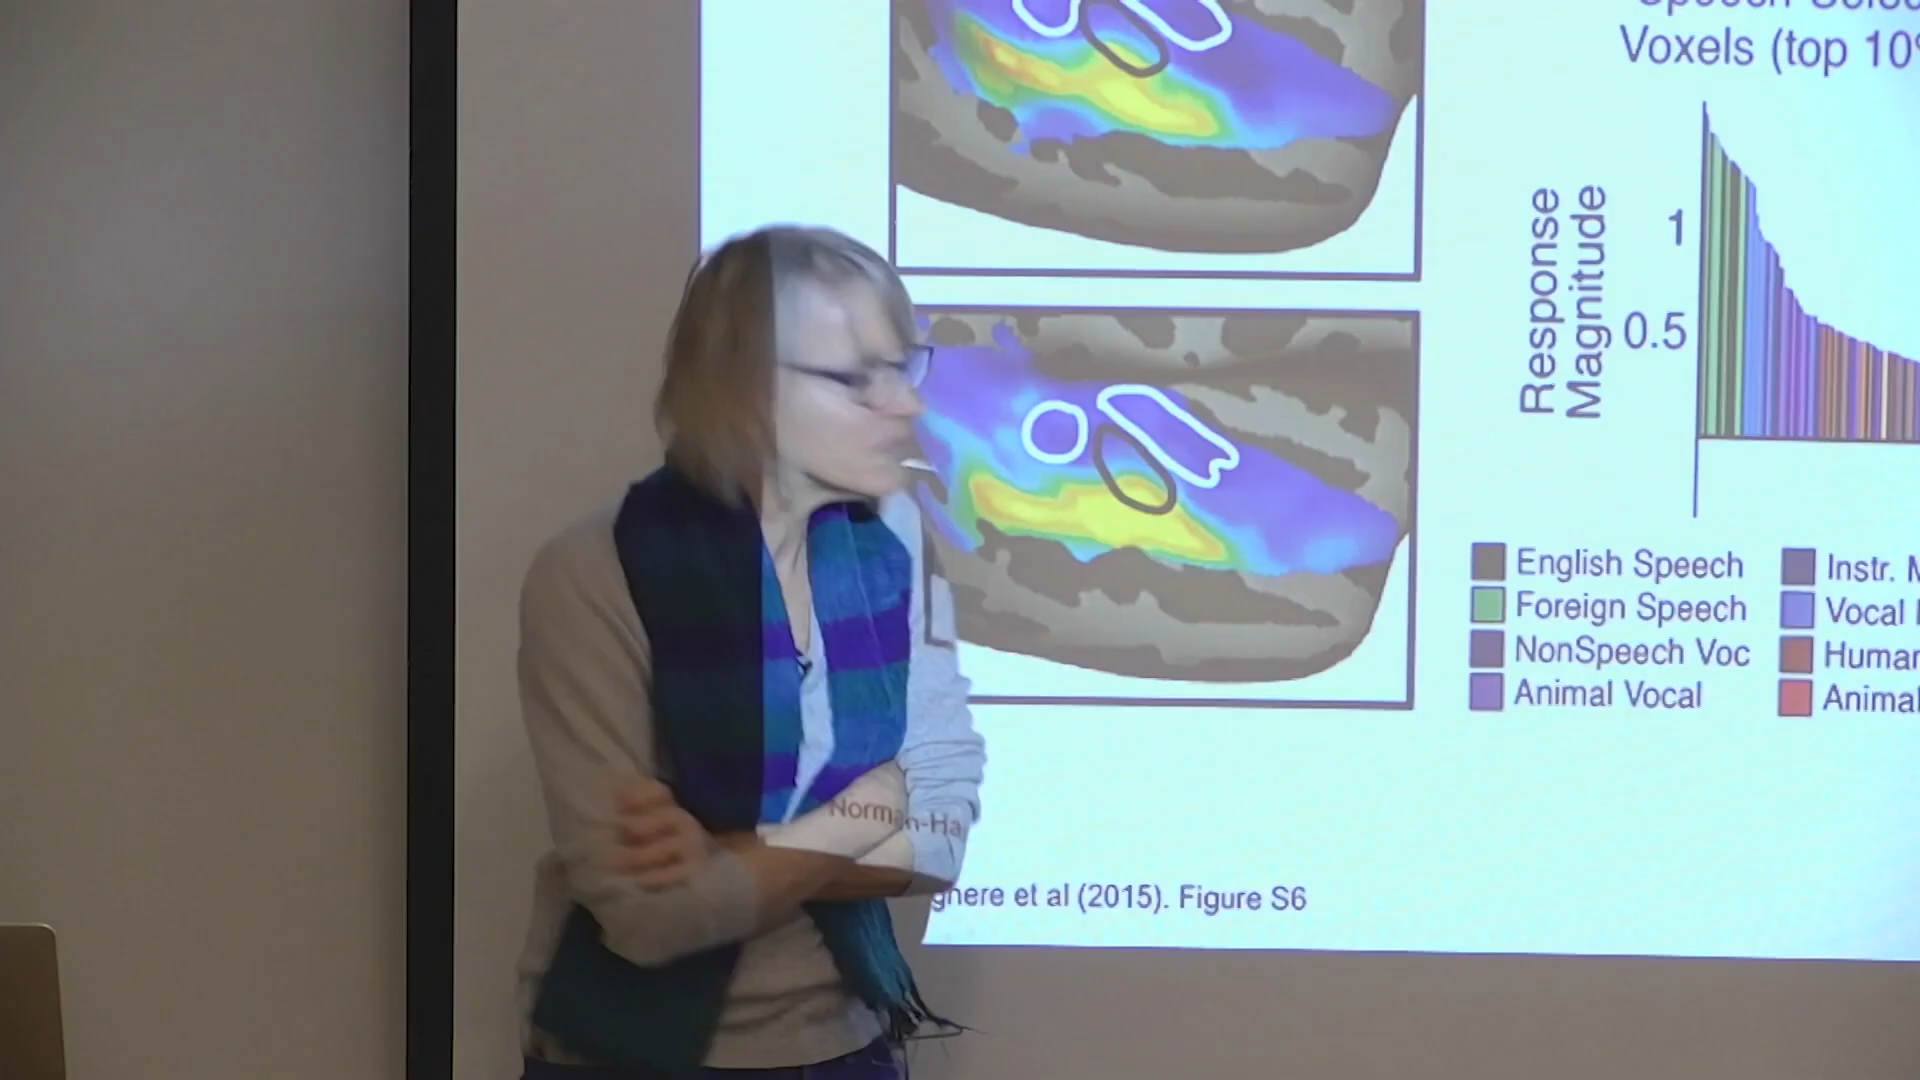 Voxels (top 10%
Response
Magnitude
1
0.5
English Speech
Foreign Speech
NonSpeech Voc
Animal Vocal
Instr.
Vocal
Human
Animal
Norman-Ha
ghere et al (2015). Figure S6